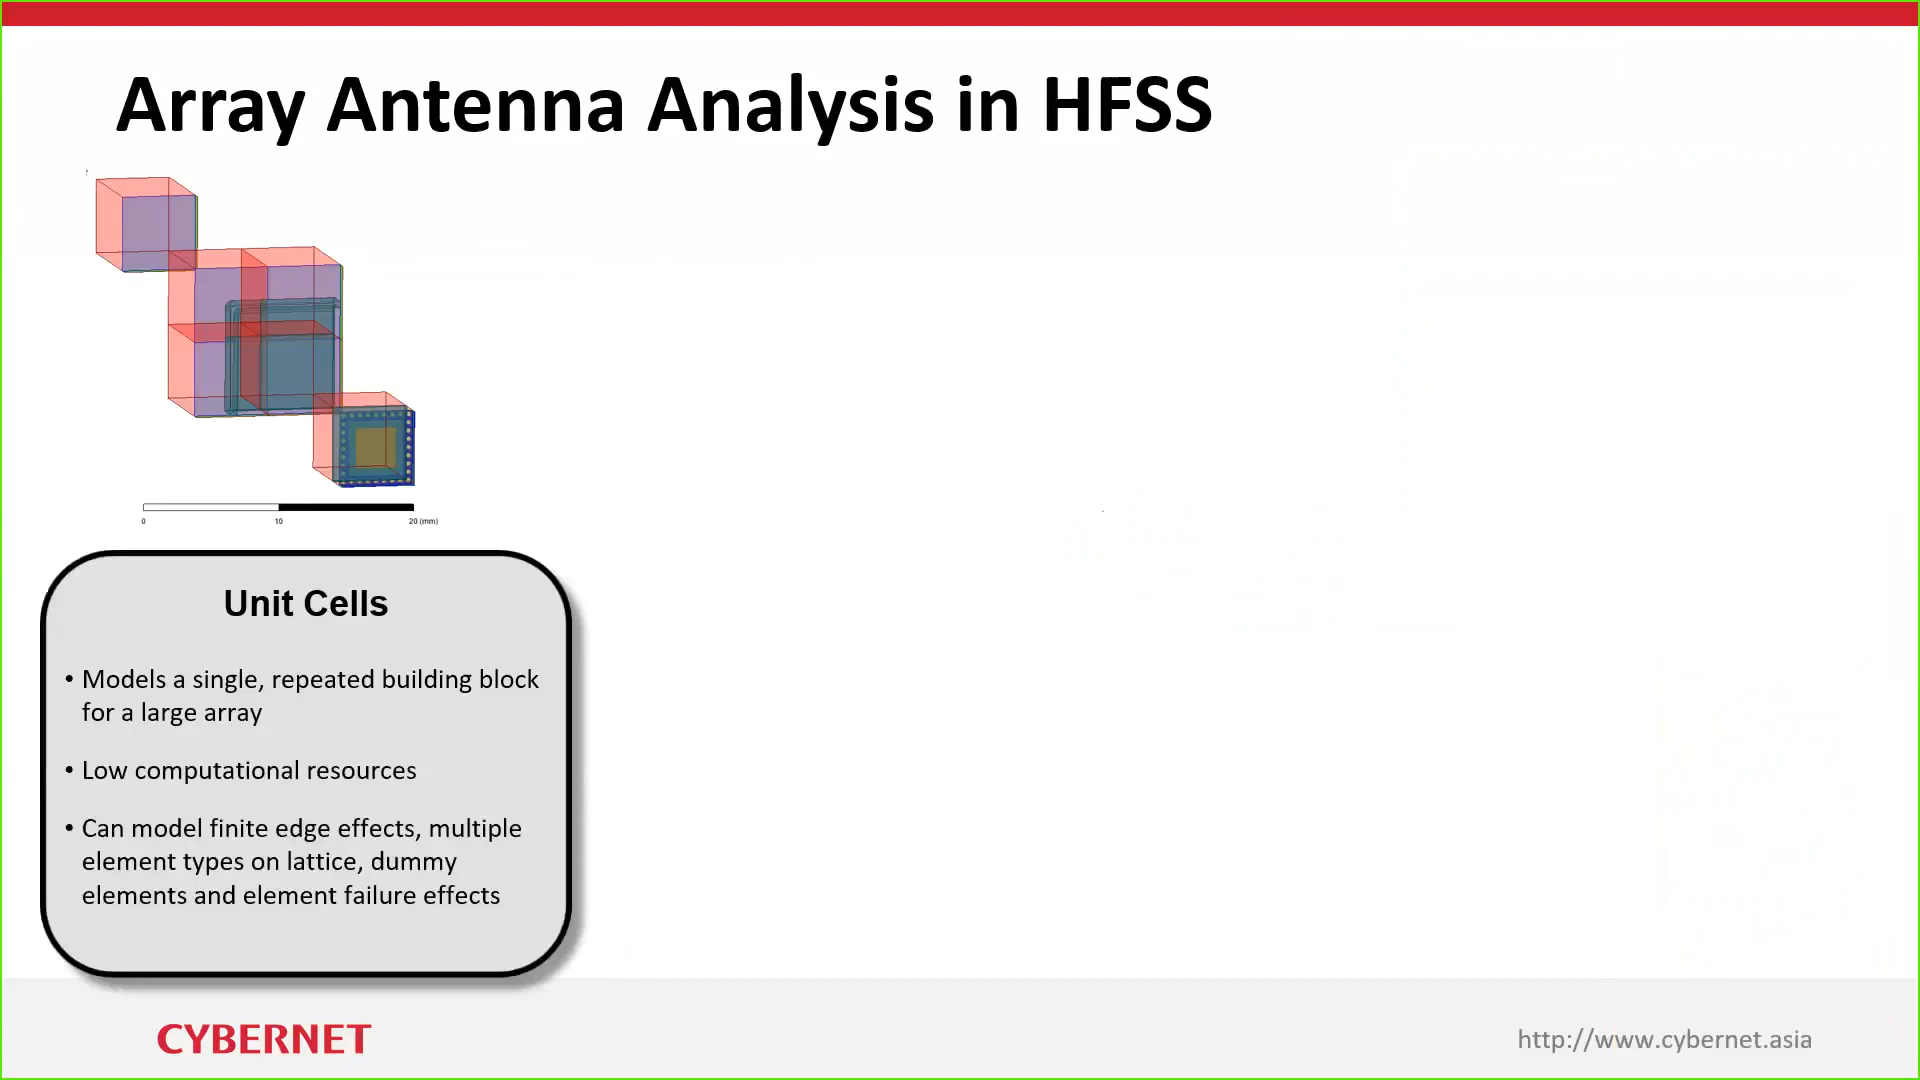 Array Antenna Analysis in HFSS
0 10 20 (mm)
Unit Cells
• Models a single, repeated building block
for a large array
• Low computational resources
• Can model finite edge effects, multiple
element types on lattice, dummy
elements and element failure effects
CYBERNET
http://www.cybernet.asia